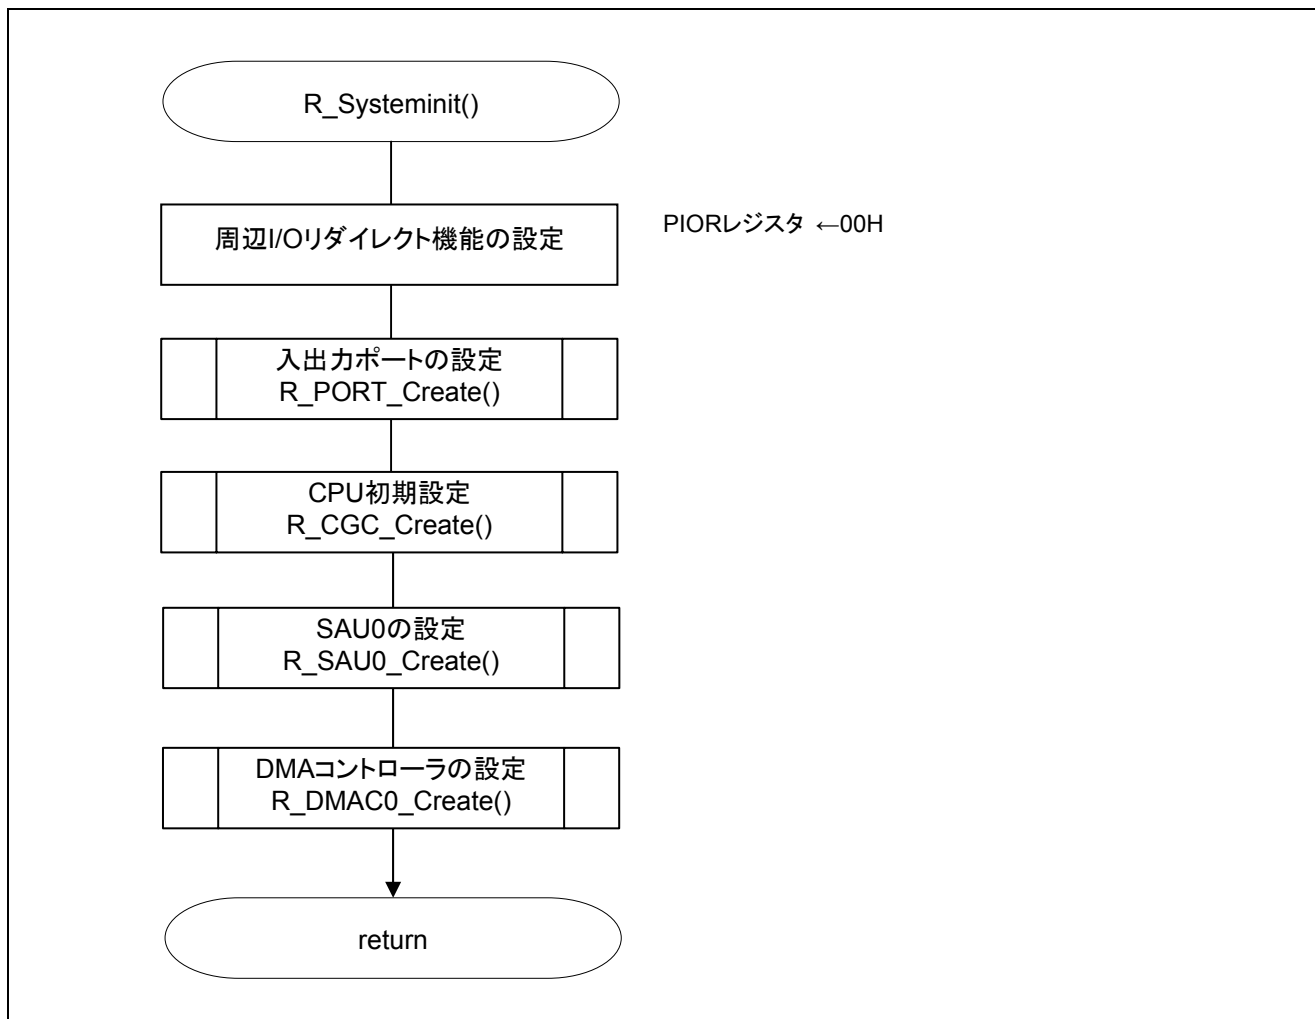 R_Systeminit()
周辺I/Oリダイレクト機能の設定
PIORレジスタ ←00H
入出力ポートの設定
R_PORT_Create()
CPU初期設定
R_CGC_Create()
SAU0の設定
R_SAU0_Create()
DMAコントローラの設定
R_DMAC0_Create()
return